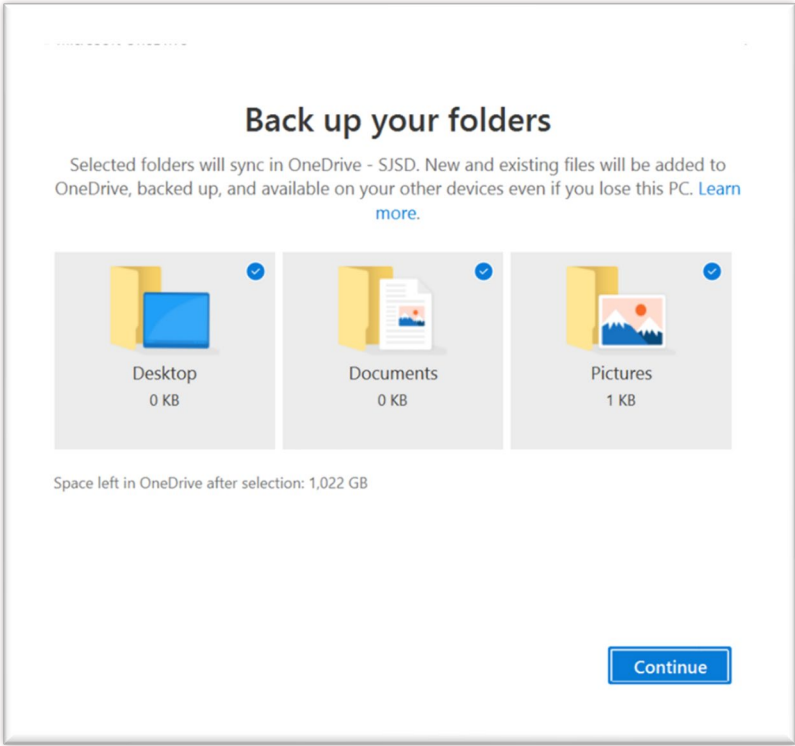 Back up your folders
Selected folders will sync in OneDrive - SJSD. New and existing files will be added to
OneDrive, backed up, and available on your other devices even if you lose this PC. Learn
more.
Desktop
0 KB
Documents
0 KB
Pictures
1 KB
Space left in OneDrive after selection: 1,022 GB
Continue